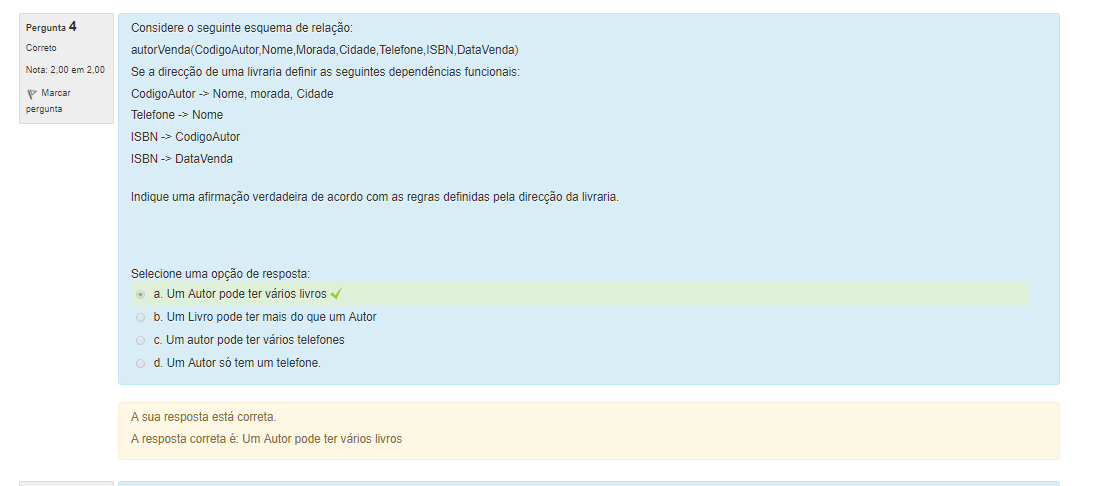 Pergunta 4
Correto
Nota: 2,00 em 2,00
Marcar
pergunta
Considere o seguinte esquema de relação:
autorVenda(CodigoAutor,Nome,Morada,Cidade,Telefone,ISBN,DataVenda)
Se a direcção de uma livraria definir as seguintes dependências funcionais:
CodigoAutor -> Nome, morada, Cidade
Telefone -> Nome
ISBN -> CodigoAutor
ISBN -> DataVenda
Indique uma afirmação verdadeira de acordo com as regras definidas pela direcção da livraria.
Selecione uma opção de resposta:
a. Um Autor pode ter vários livros
b. Um Livro pode ter mais do que um Autor
c. Um autor pode ter vários telefones
d. Um Autor só tem um telefone.
A sua resposta está correta.
A resposta correta é: Um Autor pode ter vários livros